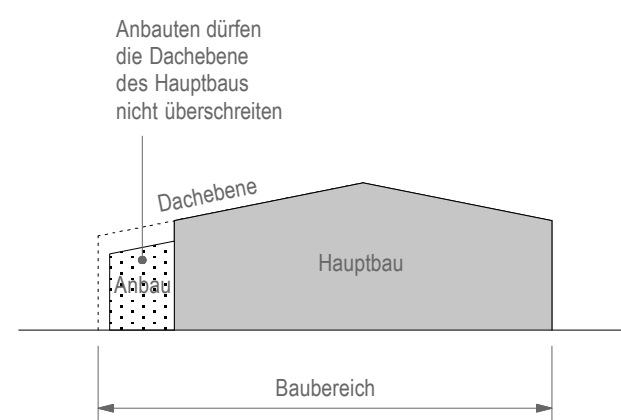 Anbauten dürfen
die Dachebene
des Hauptbaus
nicht überschreiten
Dachebene
Hauptbau
Anbau
Baubereich